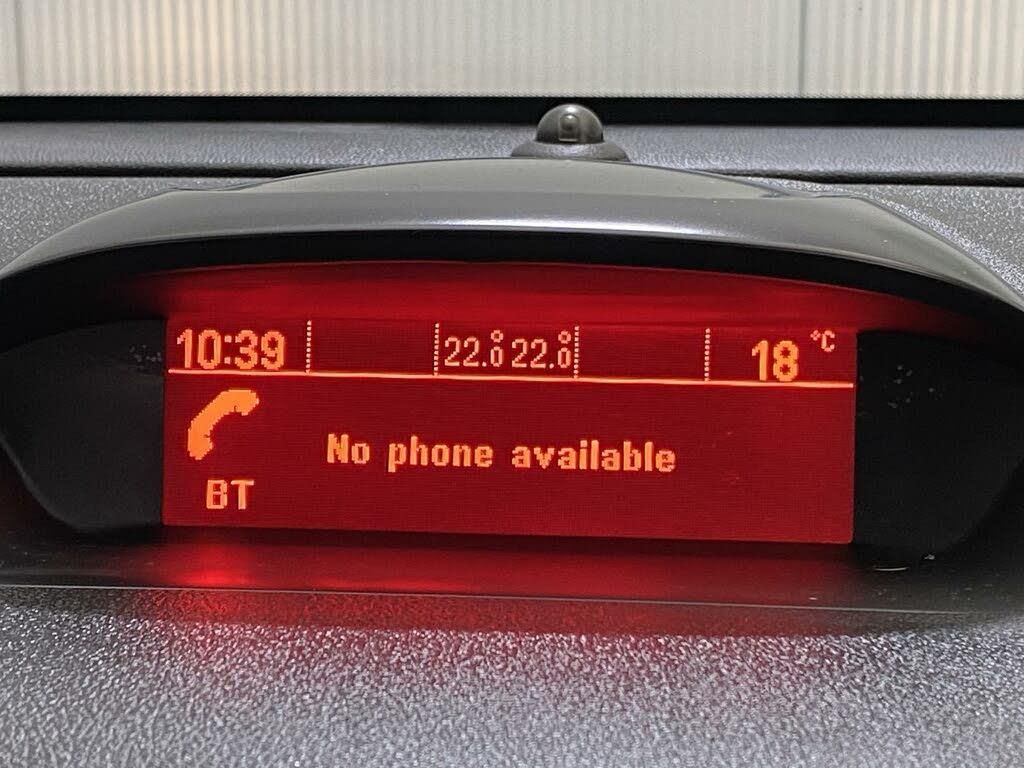 10:39 22.0° 22.0° 18 °C
No phone available
BT